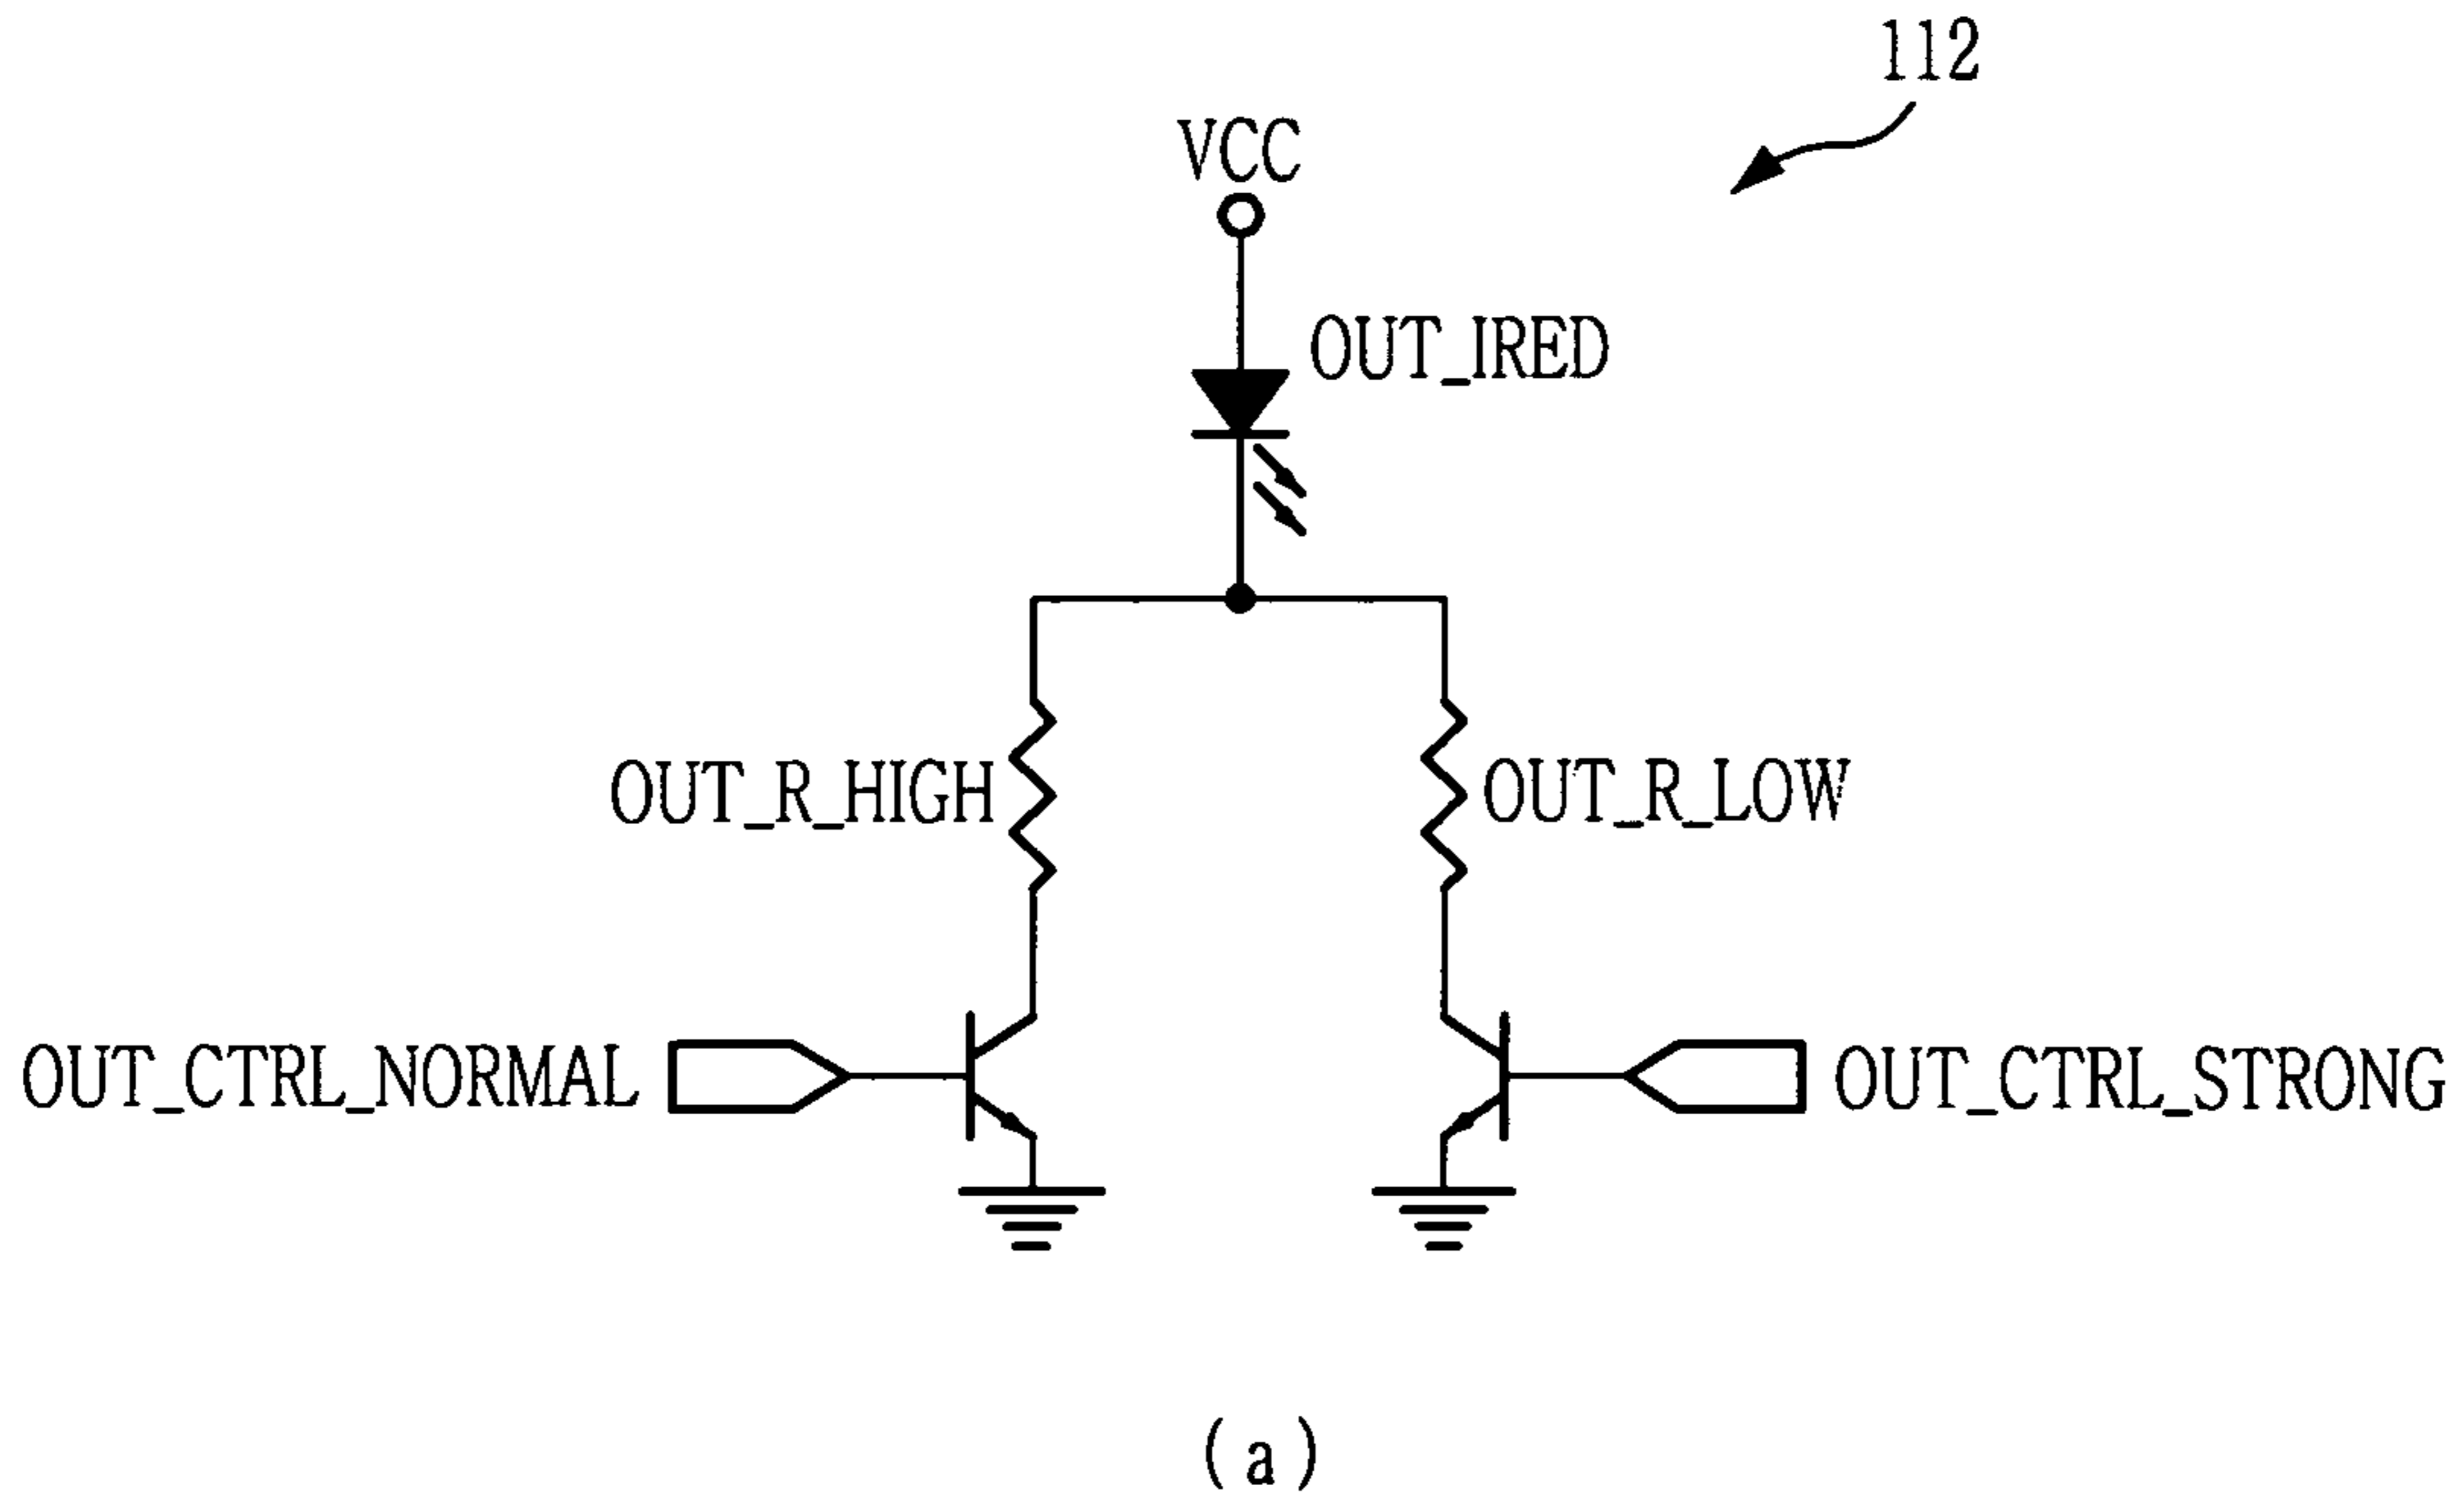 112
VCC
OUT_IRED
OUT_R_HIGH
OUT_R_LOW
OUT_CTRL_NORMAL
OUT_CTRL_STRONG
(a)